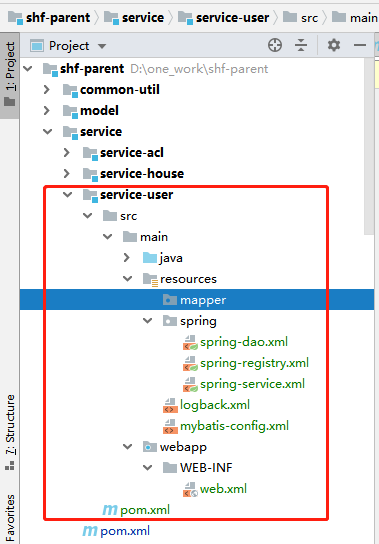 shf-parent service service-user src main
1: Project
Project
shf-parent D:\one_work\shf-parent
common-util
model
service
service-acl
service-house
service-user
src
main
java
resources
mapper
spring
spring-dao.xml
spring-registry.xml
spring-service.xml
logback.xml
mybatis-config.xml
webapp
WEB-INF
web.xml
pom.xml
pom.xml
7: Structure
Favorites